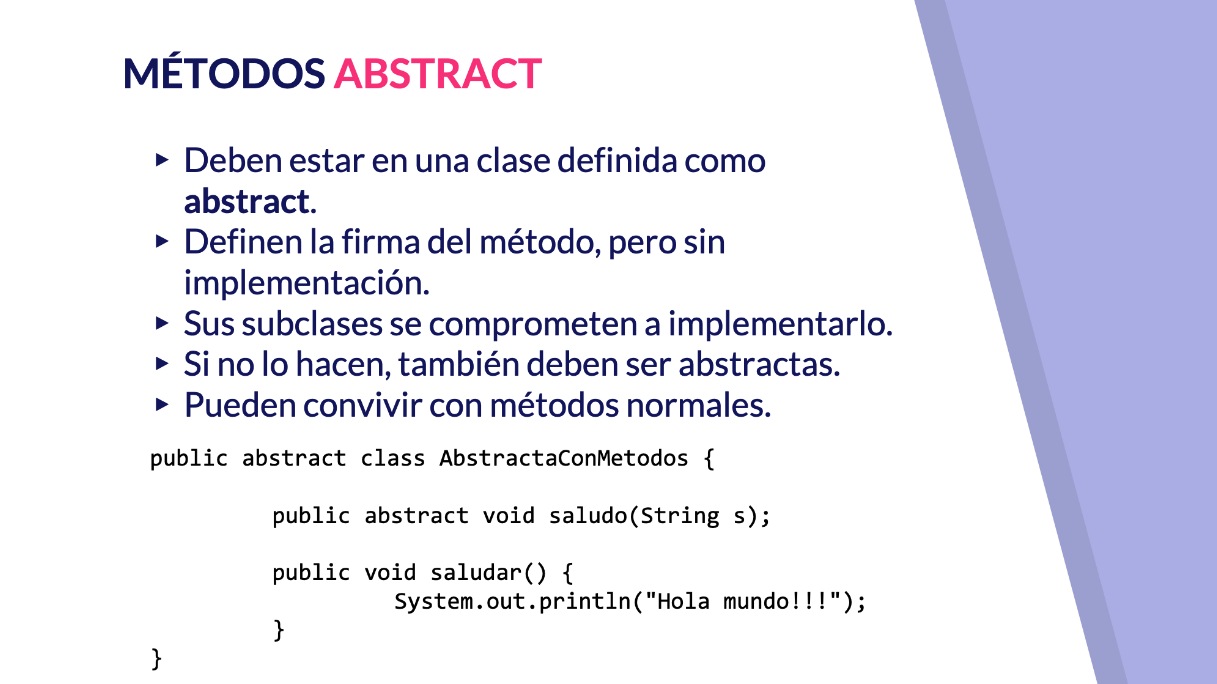 MÉTODOS ABSTRACT
▸ Deben estar en una clase definida como
abstract.
▸ Definen la firma del método, pero sin
implementación.
▸ Sus subclases se comprometen a implementarlo.
▸ Si no lo hacen, también deben ser abstractas.
▸ Pueden convivir con métodos normales.
public abstract class AbstractaConMetodos {
public abstract void saludo(String s);
public void saludar() {
System.out.println("Hola mundo!!!");
}
}